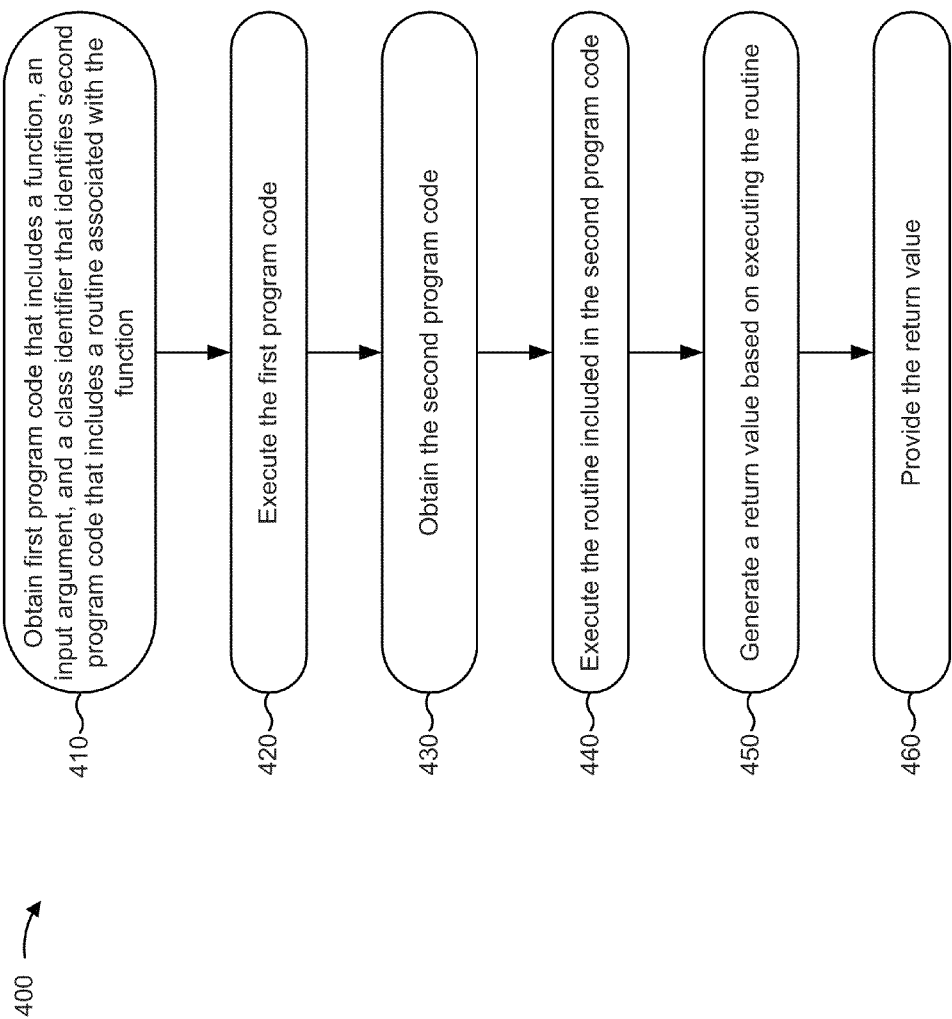 400
410
Obtain first program code that includes a function, an
input argument, and a class identifier that identifies second
program code that includes a routine associated with the
function
420
Execute the first program code
430
Obtain the second program code
440
Execute the routine included in the second program code
450
Generate a return value based on executing the routine
460
Provide the return value